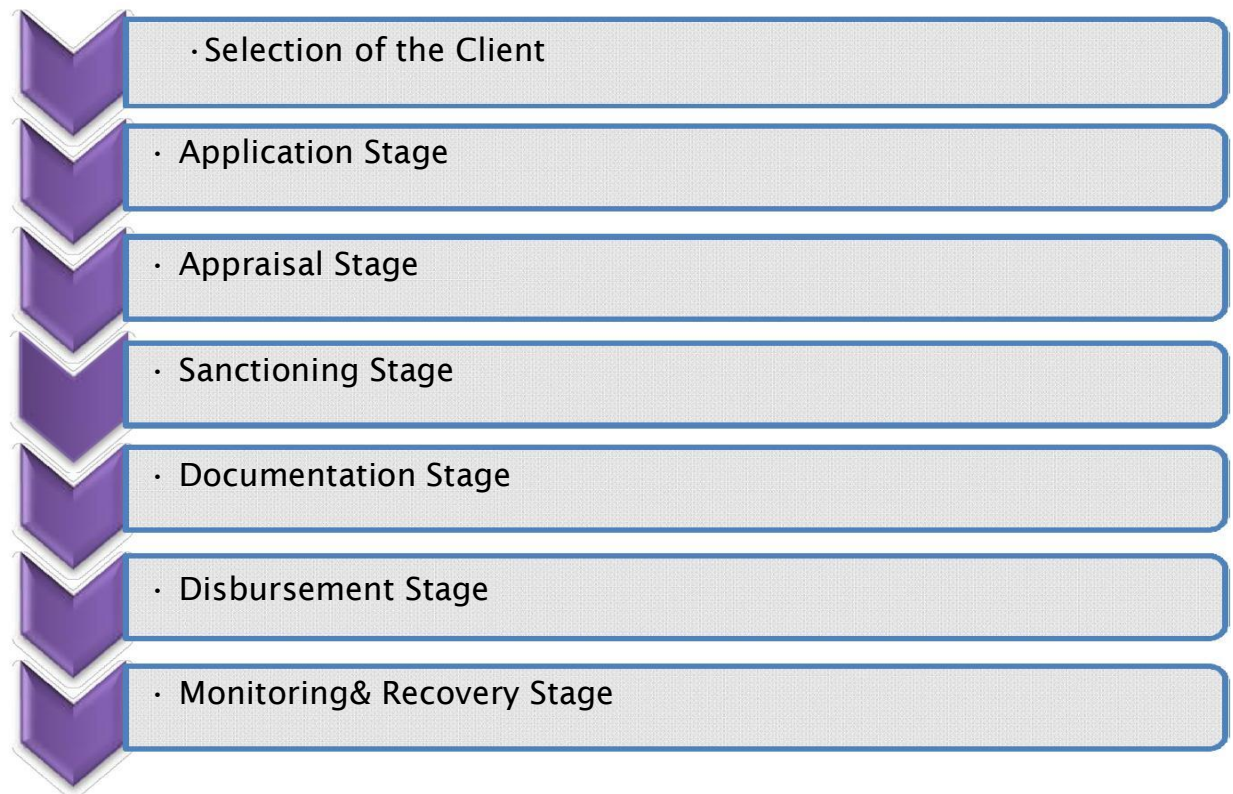 ·Selection of the Client
· Application Stage
· Appraisal Stage
· Sanctioning Stage
· Documentation Stage
· Disbursement Stage
· Monitoring& Recovery Stage